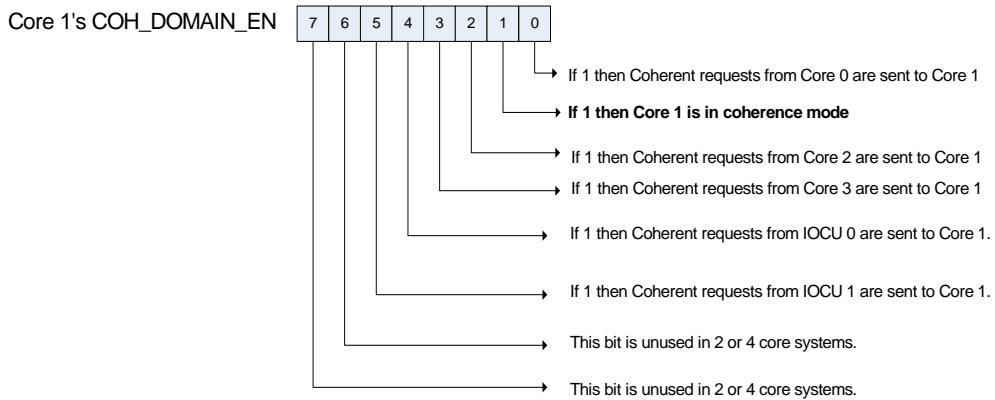 Core 1's COH_DOMAIN_EN 7 6 5 4 3 2 1 0
If 1 then Coherent requests from Core 0 are sent to Core 1
If 1 then Core 1 is in coherence mode
If 1 then Coherent requests from Core 2 are sent to Core 1
If 1 then Coherent requests from Core 3 are sent to Core 1
If 1 then Coherent requests from IOCU 0 are sent to Core 1.
If 1 then Coherent requests from IOCU 1 are sent to Core 1.
This bit is unused in 2 or 4 core systems.
This bit is unused in 2 or 4 core systems.